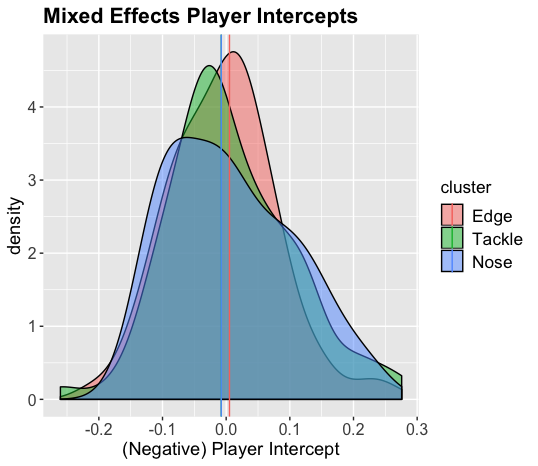 Mixed Effects Player Intercepts
4
3
2
1
0
density
-0.2
-0.1
0.0
0.1
0.2
0.3
(Negative) Player Intercept
cluster
Edge
Tackle
Nose